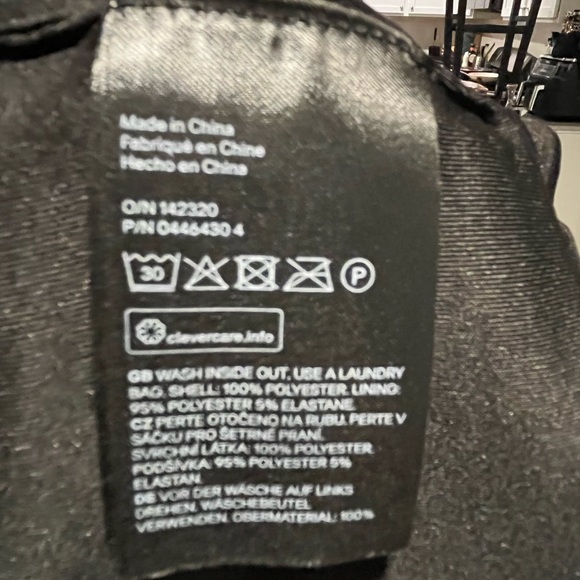 Made in China
Fabriqué en Chine
Hecho en China
O/N 142320
P/N 0446430 4
30
P
clevercare.info
GB WASH INSIDE OUT, USE A LAUNDRY
BAG. SHELL: 100% POLYESTER. LINING:
95% POLYESTER 5% ELASTANE
CZ PERTE OTOČENO NA RUBU. PERTE V
SÁČKU PRO ŠETRNÉ PRANÍ.
SVRCHNÍ LÁTKA: 100% POLYESTER.
PODŠÍVKA: 95% POLYESTER 5%
ELASTAN
DE VOR DER WÄSCHE AUF LINKS
DREHEN. WÄSCHEBEUTEL
VERWENDEN. OBERMATERIAL: 100%